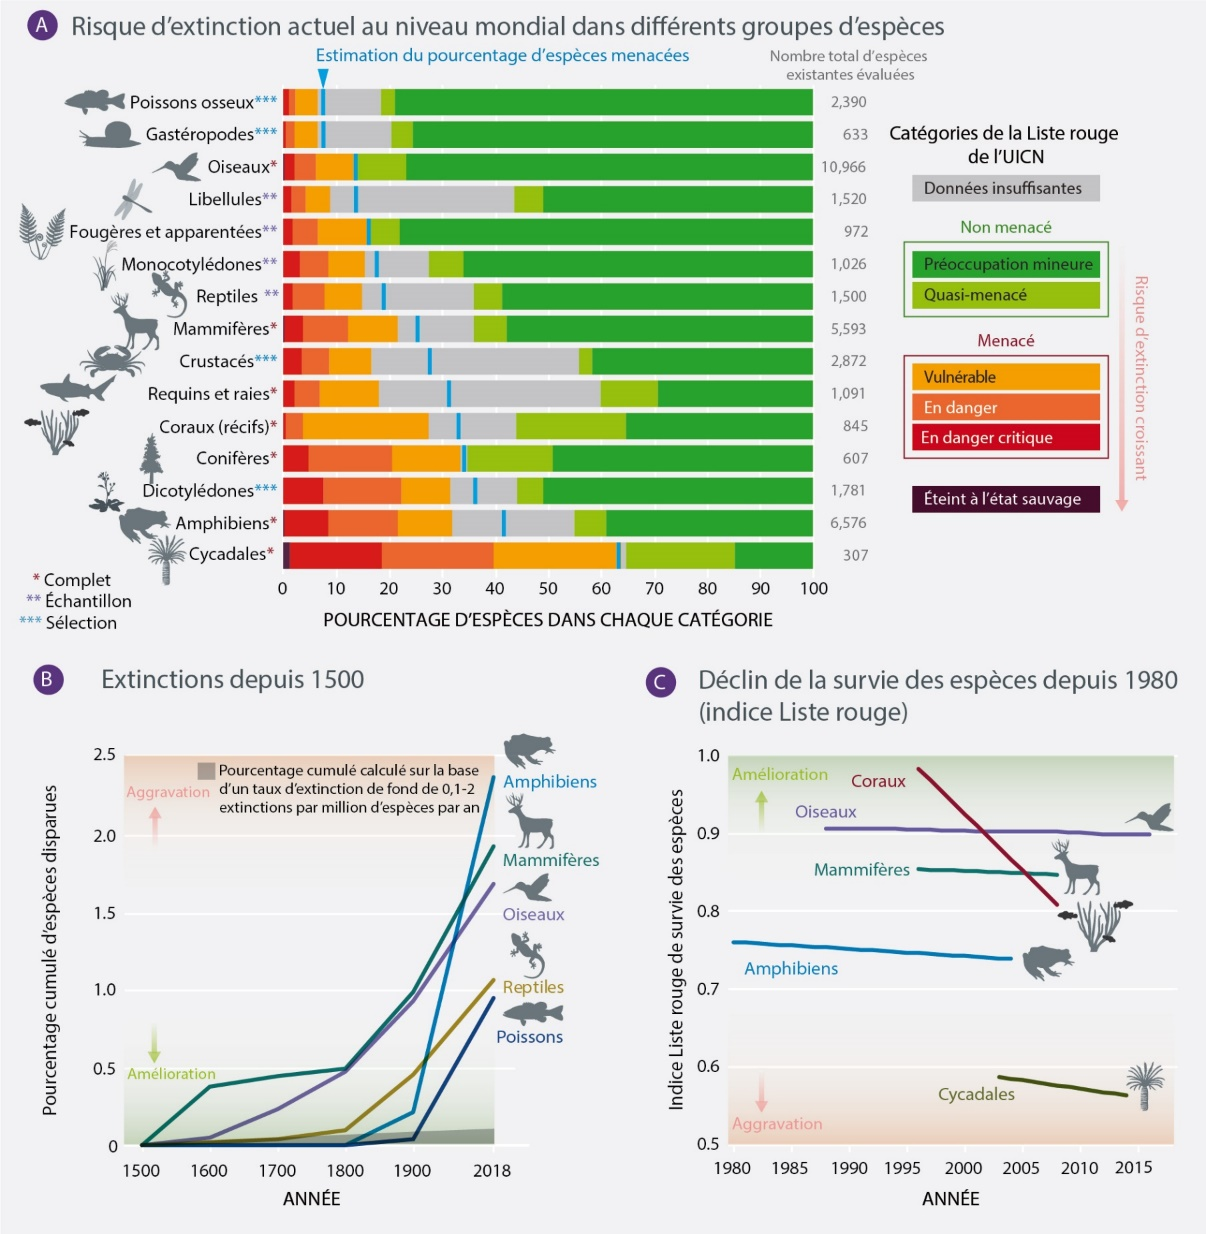 A Risque d'extinction actuel au niveau mondial dans différents groupes d'espèces
Estimation du pourcentage d'espèces menacées
Nombre total d'espèces
existantes évaluées
Poissons osseux*** 2,390
Gastéropodes*** 633
Oiseaux* 10,966
Libellules** 1,520
Fougères et apparentées** 972
Monocotylédones** 1,026
Reptiles ** 1,500
Mammifères* 5,593
Crustacés*** 2,872
Requins et raies* 1,091
Coraux (récifs)* 845
Conifères* 607
Dicotylédones*** 1,781
Amphibiens* 6,576
Cycadales* 307
0 10 20 30 40 50 60 70 80 90 100
POURCENTAGE D'ESPÈCES DANS CHAQUE CATÉGORIE
* Complet
** Échantillon
*** Sélection
Catégories de la Liste rouge
de l'UICN
Données insuffisantes
Non menacé
Préoccupation mineure
Quasi-menacé
Menacé
Vulnérable
En danger
En danger critique
Éteint à l'état sauvage
Risque d'extinction croissant
B Extinctions depuis 1500
Pourcentage cumulé d'espèces disparues
2.5
2.0
1.5
1.0
0.5
0
Pourcentage cumulé calculé sur la base
d'un taux d'extinction de fond de 0,1-2
extinctions par million d'espèces par an
Aggravation
Amélioration
Amphibiens
Mammifères
Oiseaux
Reptiles
Poissons
1500 1600 1700 1800 1900 2018
ANNÉE
C Déclin de la survie des espèces depuis 1980
(indice Liste rouge)
Indice Liste rouge de survie des espèces
1.0
0.9
0.8
0.7
0.6
0.5
Amélioration
Coraux
Oiseaux
Mammifères
Amphibiens
Cycadales
Aggravation
1980 1985 1990 1995 2000 2005 2010 2015
ANNÉE